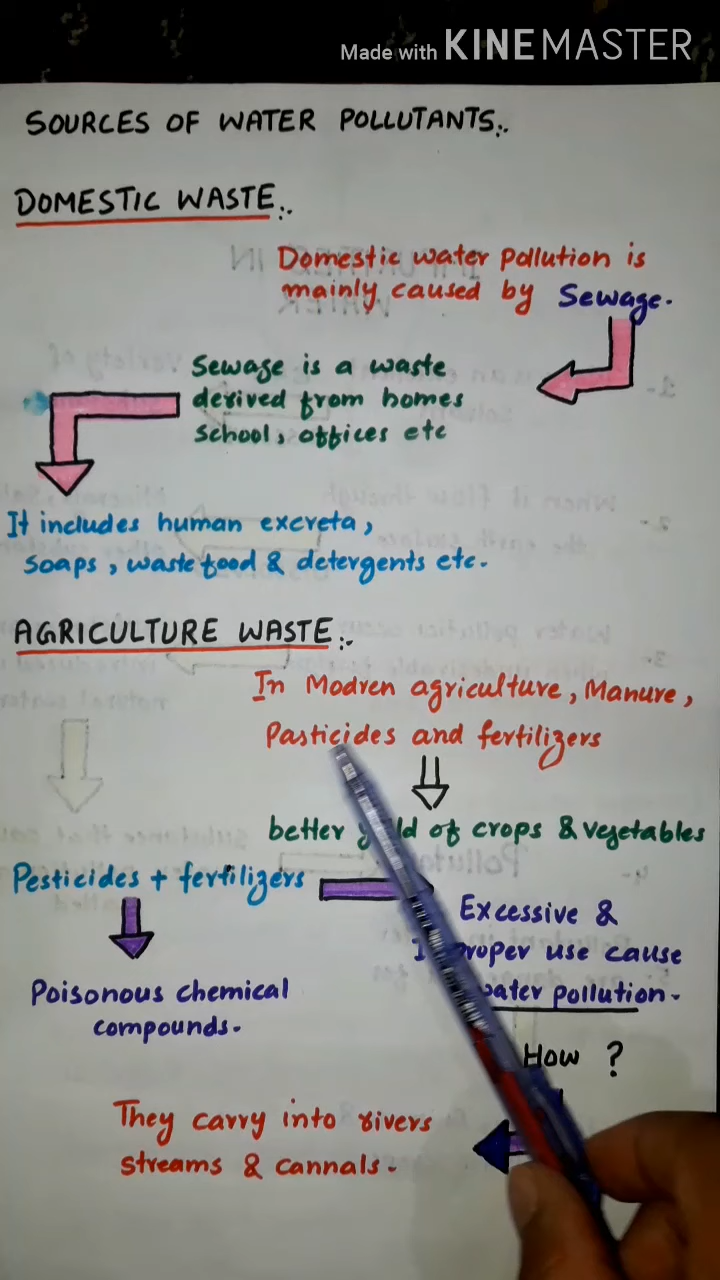 Made with KINEMASTER
SOURCES OF WATER POLLUTANTS:.
DOMESTIC WASTE:.
Domestic water pollution is
mainly caused by Sewage.
Sewage is a waste
derived from homes
School, offices etc
It includes human excreta,
Soaps, waste food & detergents etc.
AGRICULTURE WASTE:.
In Modren agriculture, Manure,
Pasticides and fertilizers
better of crops & vegetables
Pesticides + fertilizers
Excessive &
use cause
water pollution.
Poisonous chemical
compounds.
How ?
They carry into rivers
streams & cannals.